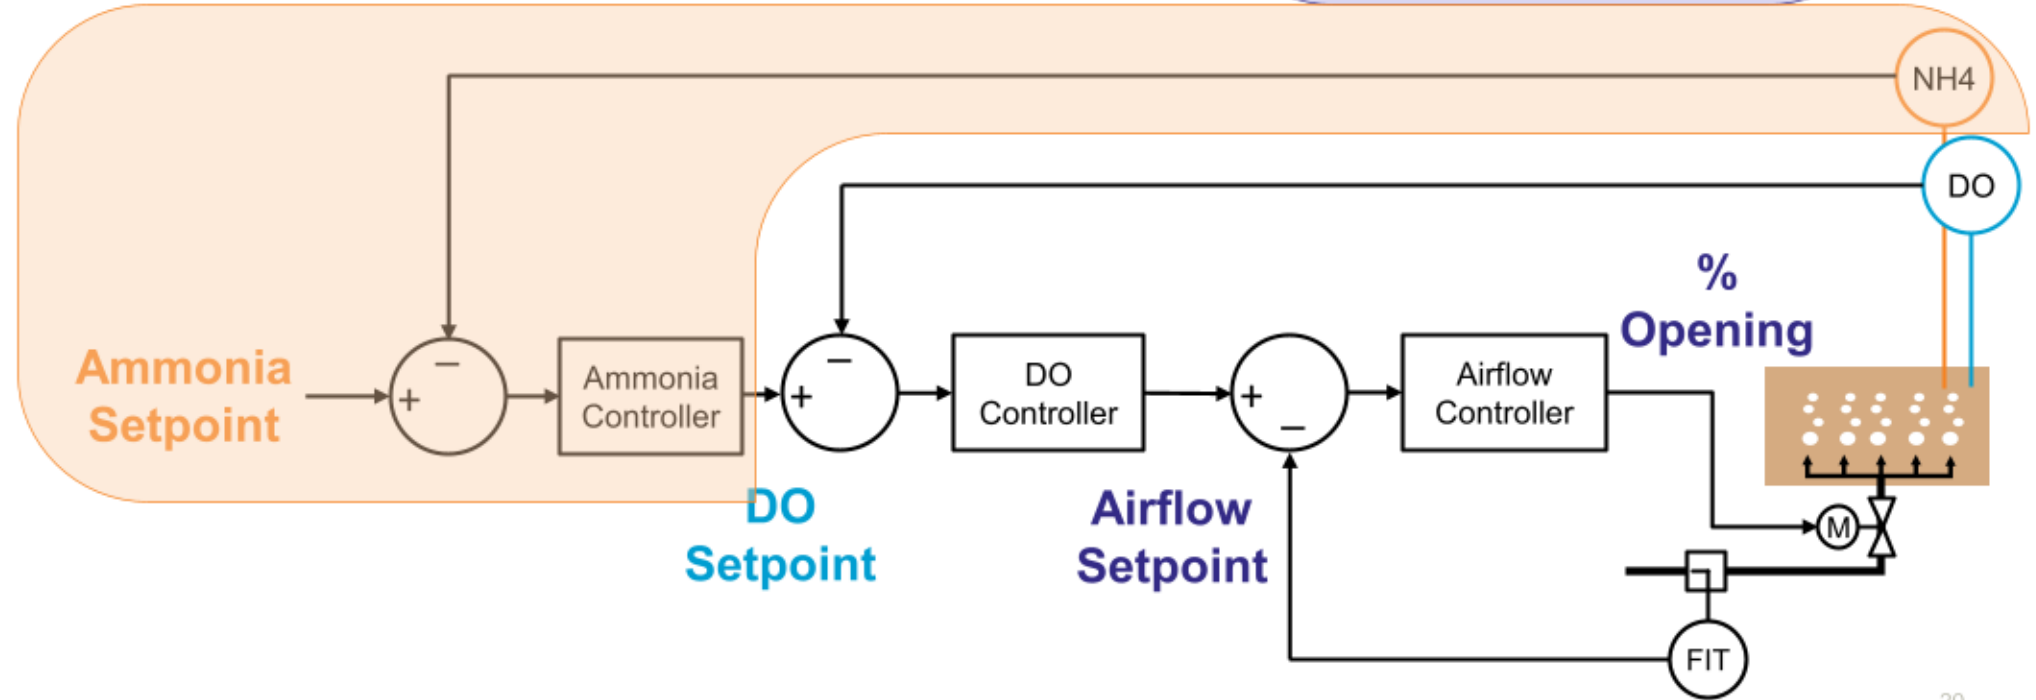 NH4
DO
%
Opening
Ammonia
Setpoint
−
+
Ammonia
Controller
−
+
DO
Controller
+
−
Airflow
Controller
DO
Setpoint
Airflow
Setpoint
M
FIT